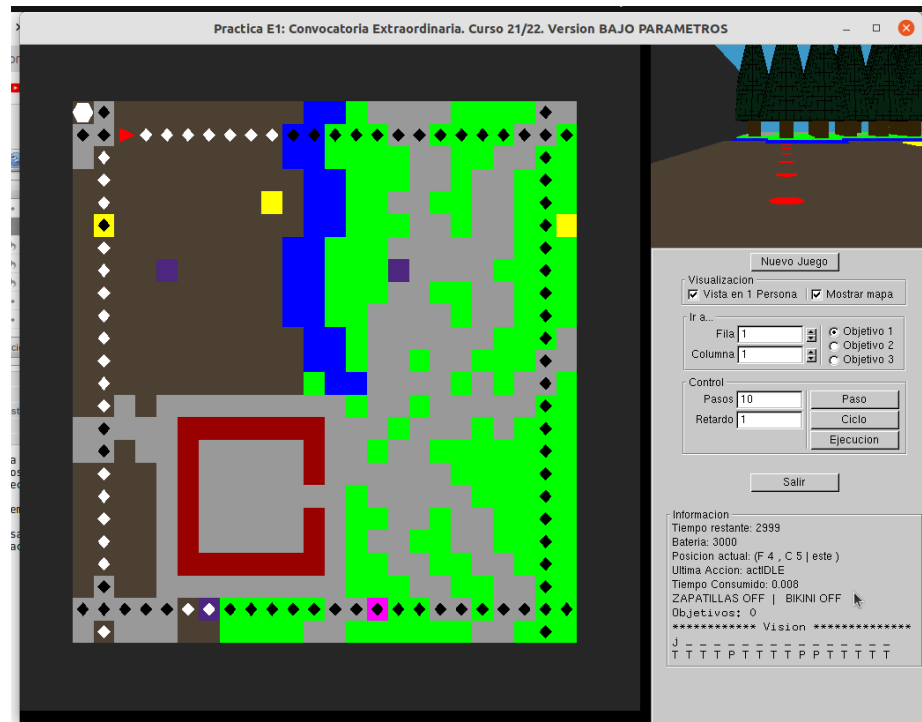 Practica E1: Convocatoria Extraordinaria. Curso 21/22. Version BAJO PARAMETROS
Nuevo Juego
Visualizacion
Vista en 1 Persona
Mostrar mapa
Ir a...
Fila 1
Columna 1
Objetivo 1
Objetivo 2
Objetivo 3
Control
Pasos 10
Retardo 1
Paso
Ciclo
Ejecucion
Salir
Informacion
Tiempo restante: 2999
Bateria: 3000
Posicion actual: (F 4 , C 5 | este )
Ultima Accion: actIDLE
Tiempo Consumido: 0.008
ZAPATILLAS OFF | BIKINI OFF
Objetivos: 0
************ Vision **************
j _ _ _ _ _ _ _ _ _ _ _ _ _ _ _
T T T T P T T T T P P T T T T T